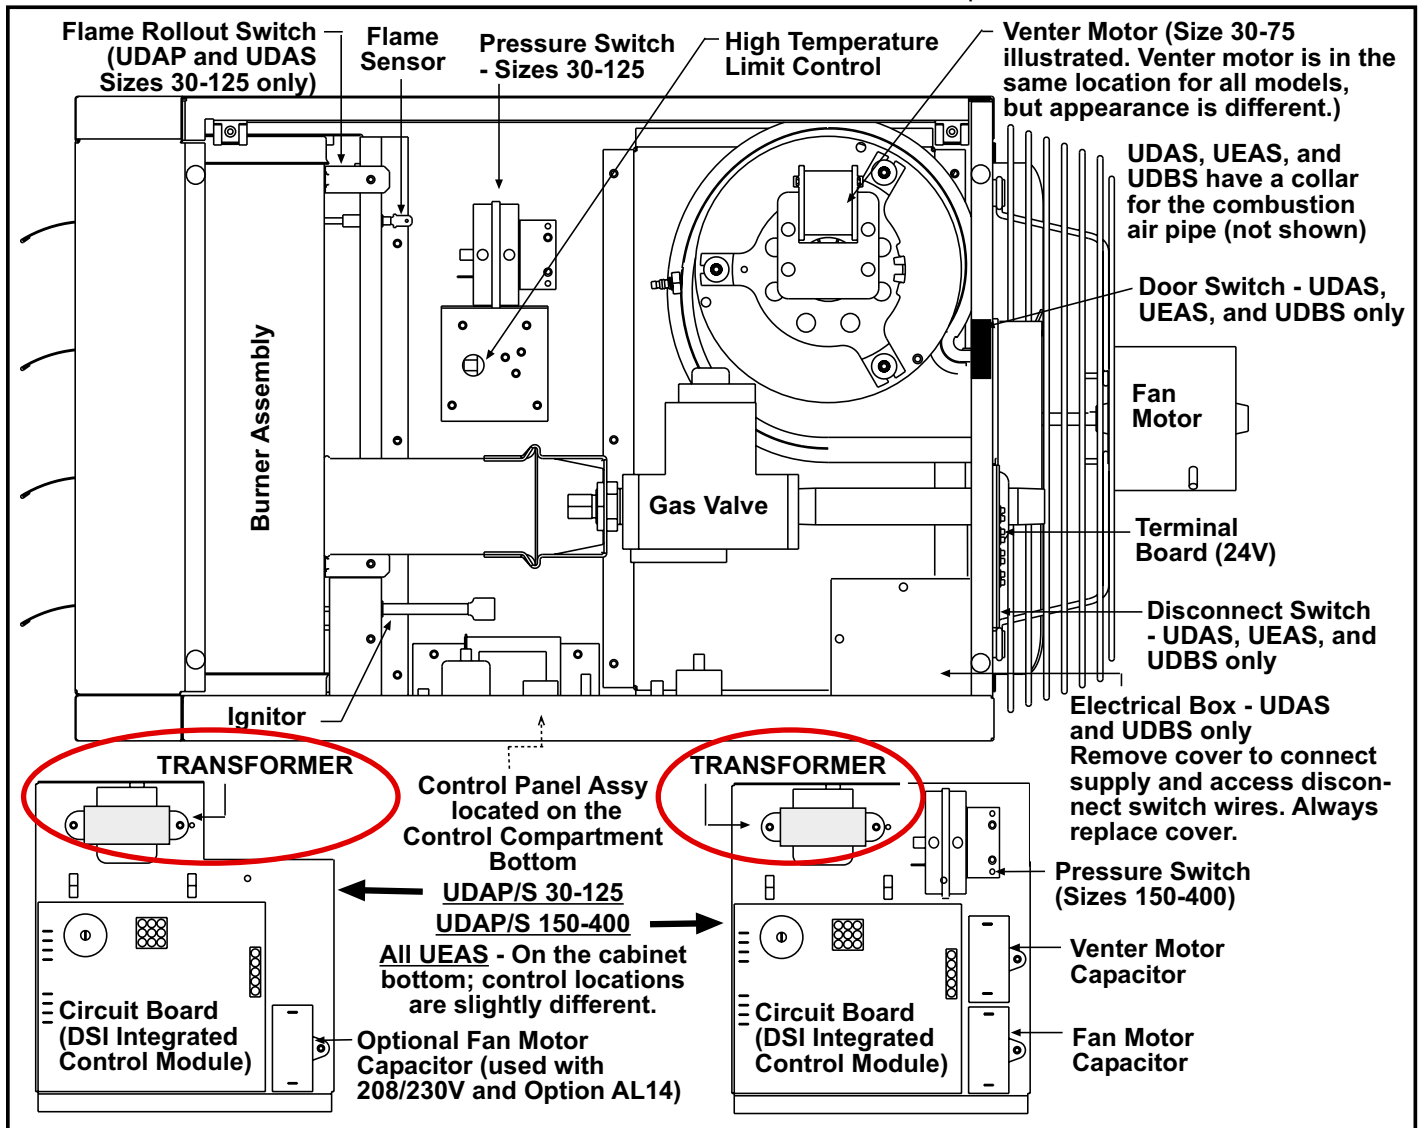 Flame Rollout Switch
(UDAP and UDAS
Sizes 30-125 only)
Flame
Sensor
Pressure Switch
- Sizes 30-125
High Temperature
Limit Control
Venter Motor (Size 30-75
illustrated. Venter motor is in the
same location for all models,
but appearance is different.)
UDAS, UEAS, and
UDBS have a collar
for the combustion
air pipe (not shown)
Door Switch - UDAS,
UEAS, and UDBS only
Fan
Motor
Burner Assembly
Gas Valve
Terminal
Board (24V)
Disconnect Switch
- UDAS, UEAS, and
UDBS only
Ignitor
Electrical Box - UDAS
and UDBS only
Remove cover to connect
supply and access discon-
nect switch wires. Always
replace cover.
TRANSFORMER
Control Panel Assy
located on the
Control Compartment
Bottom
UDAP/S 30-125
UDAP/S 150-400
All UEAS - On the cabinet
bottom; control locations
are slightly different.
TRANSFORMER
Pressure Switch
(Sizes 150-400)
Venter Motor
Capacitor
Fan Motor
Capacitor
Circuit Board
(DSI Integrated
Control Module)
Optional Fan Motor
Capacitor (used with
208/230V and Option AL14)
Circuit Board
(DSI Integrated
Control Module)